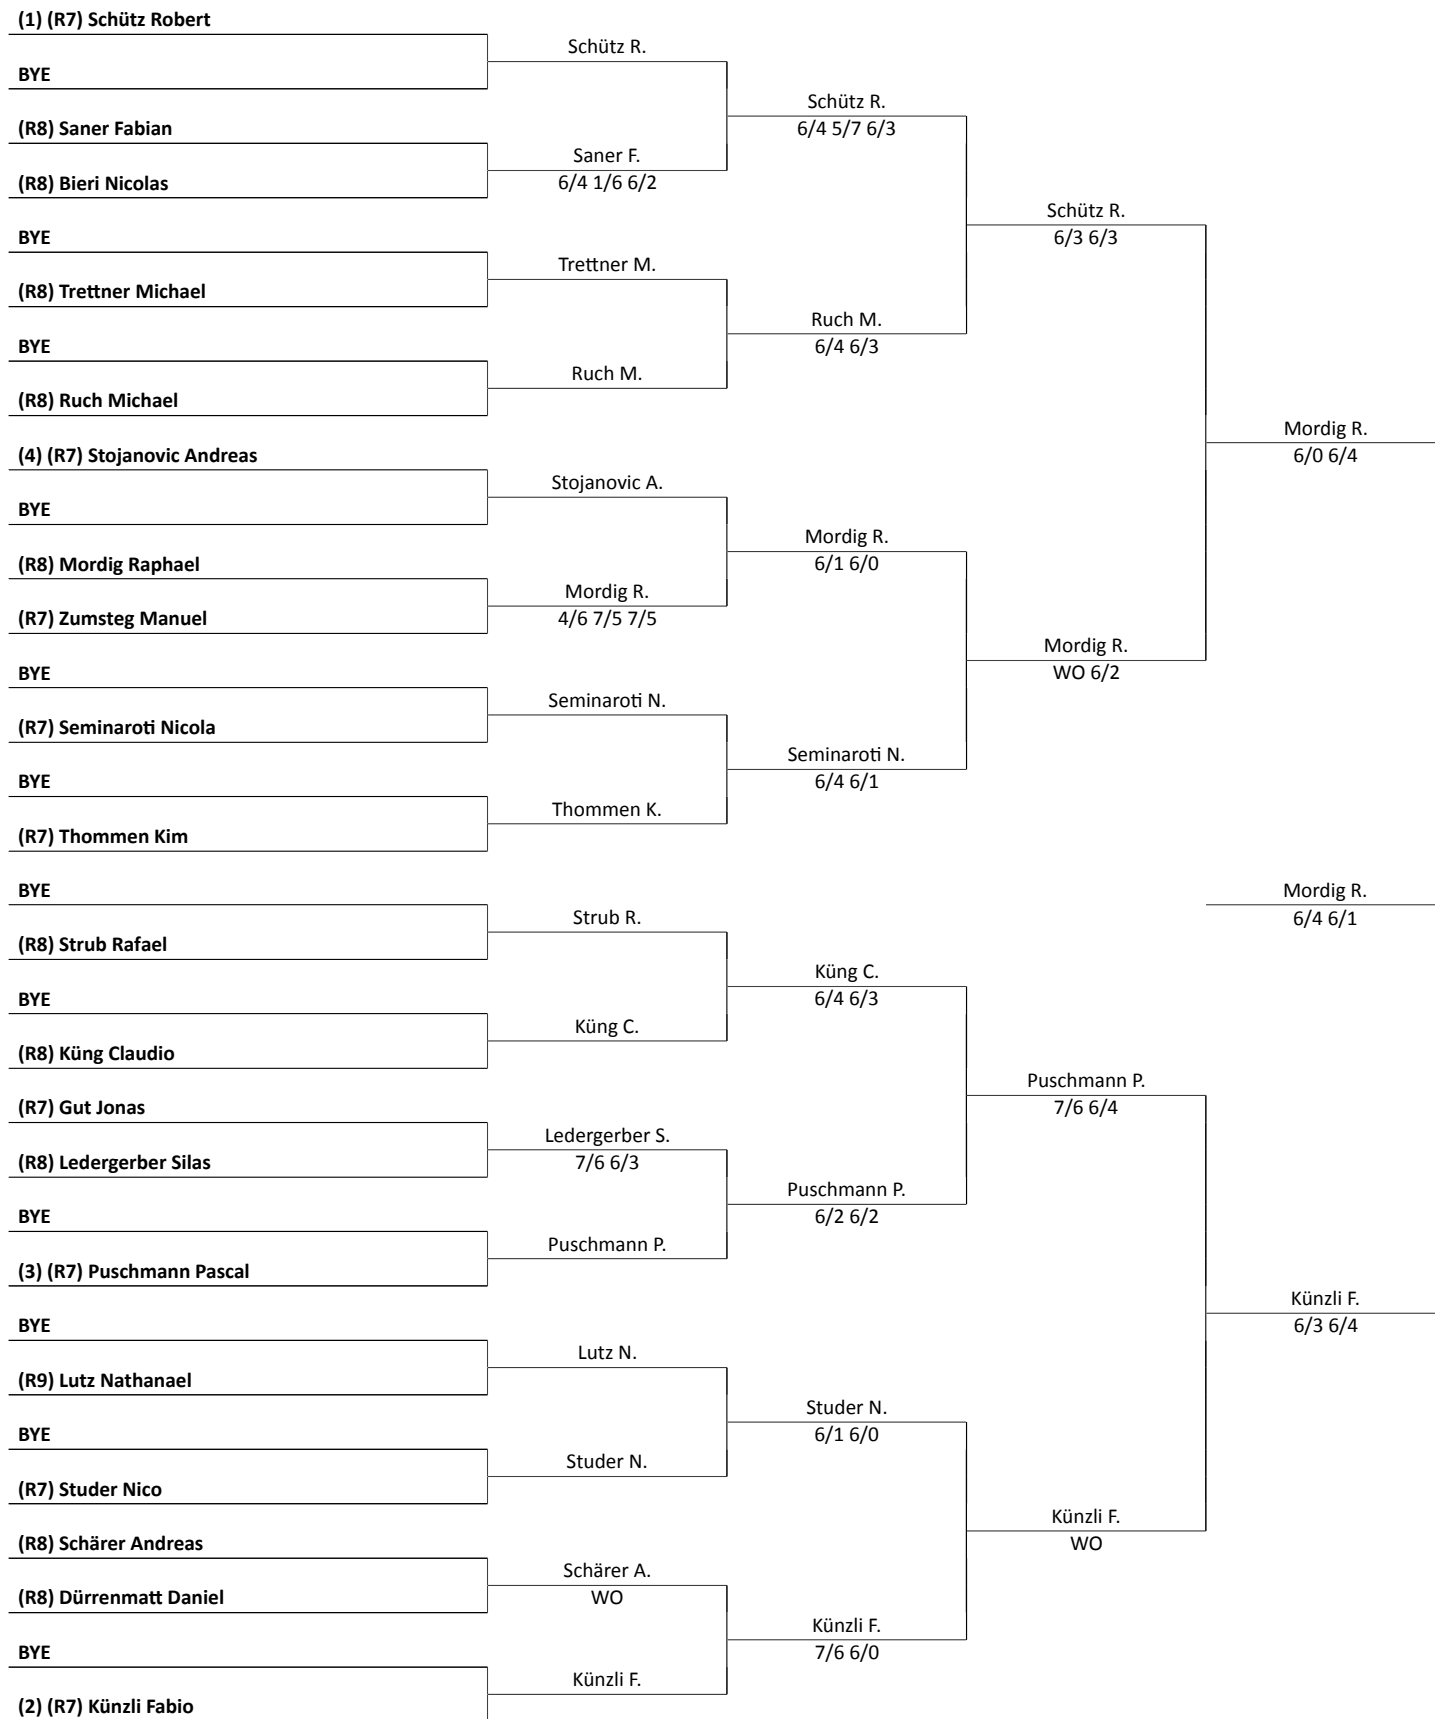 (1) (R7) Schütz Robert
BYE
(R8) Saner Fabian
(R8) Bieri Nicolas
BYE
(R8) Trettner Michael
BYE
(R8) Ruch Michael
(4) (R7) Stojanovic Andreas
BYE
(R8) Mordig Raphael
(R7) Zumsteg Manuel
BYE
(R7) Seminaroti Nicola
BYE
(R7) Thommen Kim
BYE
(R8) Strub Rafael
BYE
(R8) Küng Claudio
(R7) Gut Jonas
(R8) Ledergerber Silas
BYE
(3) (R7) Puschmann Pascal
BYE
(R9) Lutz Nathanael
BYE
(R7) Studer Nico
(R8) Schärer Andreas
(R8) Dürrenmatt Daniel
BYE
(2) (R7) Künzli Fabio
Schütz R.
Saner F.
6/4 1/6 6/2
Trettner M.
Ruch M.
Stojanovic A.
Mordig R.
4/6 7/5 7/5
Seminaroti N.
Thommen K.
Strub R.
Küng C.
Ledergerber S.
7/6 6/3
Puschmann P.
Lutz N.
Studer N.
Schärer A.
WO
Künzli F.
Schütz R.
6/4 5/7 6/3
Ruch M.
6/4 6/3
Mordig R.
6/1 6/0
Seminaroti N.
6/4 6/1
Küng C.
6/4 6/3
Puschmann P.
6/2 6/2
Studer N.
6/1 6/0
Künzli F.
7/6 6/0
Schütz R.
6/3 6/3
Mordig R.
WO 6/2
Puschmann P.
7/6 6/4
Künzli F.
WO
Mordig R.
6/0 6/4
Mordig R.
6/4 6/1
Künzli F.
6/3 6/4